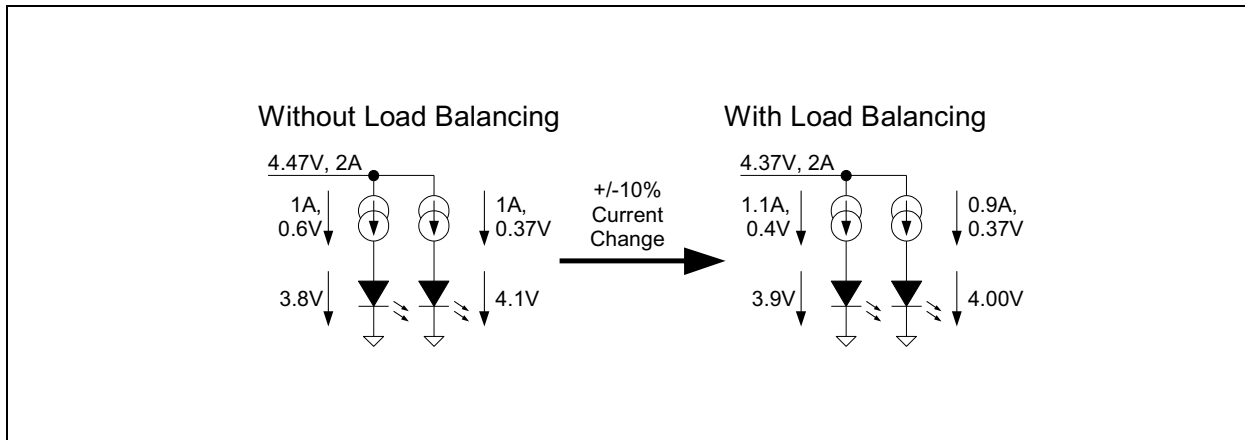 Without Load Balancing
4.47V, 2A
1A,
0.6V
1A,
0.37V
3.8V
4.1V
+/-10%
Current
Change
With Load Balancing
4.37V, 2A
1.1A,
0.4V
0.9A,
0.37V
3.9V
4.00V